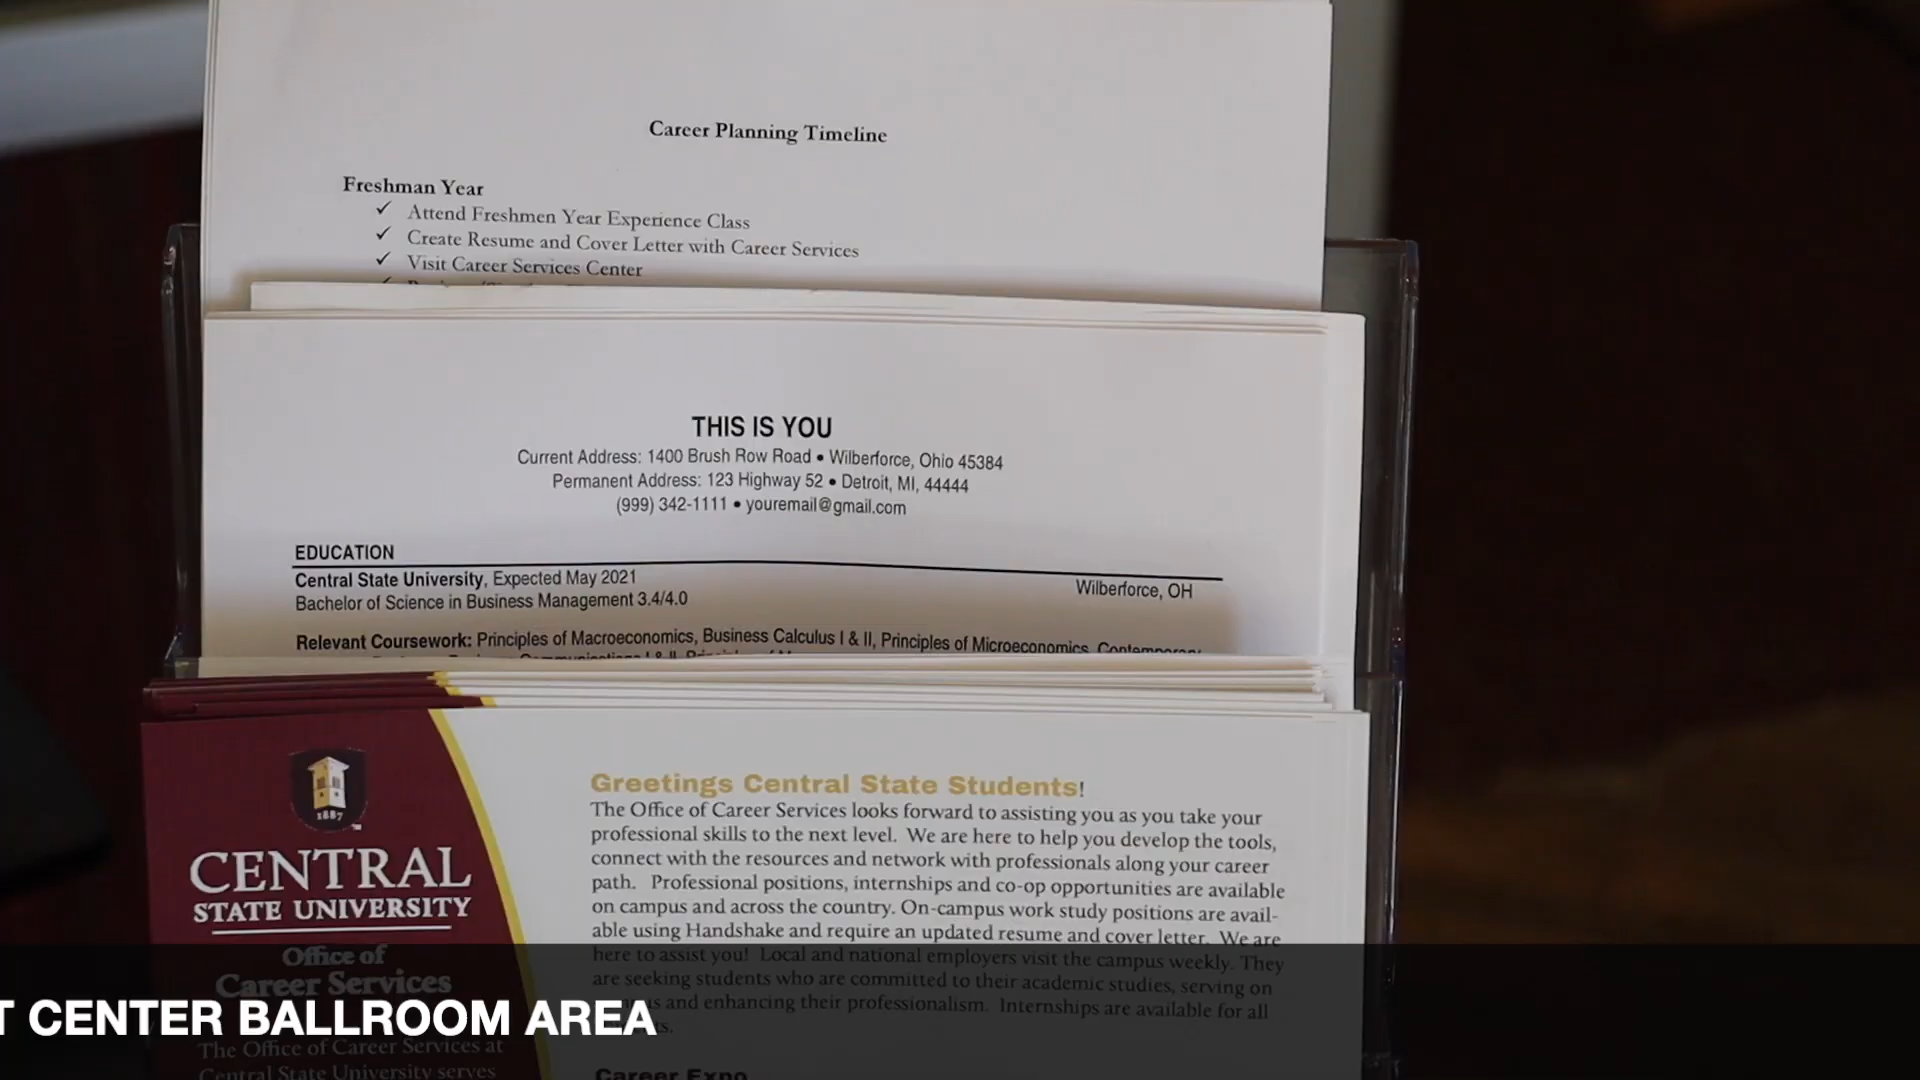 Career Planning Timeline
Freshman Year
✓ Attend Freshmen Year Experience Class
✓ Create Resume and Cover Letter with Career Services
✓ Visit Career Services Center
THIS IS YOU
Current Address: 1400 Brush Row Road • Wilberforce, Ohio 45384
Permanent Address: 123 Highway 52 • Detroit, MI, 44444
(999) 342-1111 • youremail@gmail.com
EDUCATION
Central State University, Expected May 2021
Wilberforce, OH
Bachelor of Science in Business Management 3.4/4.0
Relevant Coursework: Principles of Macroeconomics, Business Calculus I & II, Principles of Microeconomics, Contemporary
1887
CENTRAL
STATE UNIVERSITY
Office of
Career Services
The Office of Career Services at
Central State University serves
Greetings Central State Students!
The Office of Career Services looks forward to assisting you as you take your
professional skills to the next level. We are here to help you develop the tools,
connect with the resources and network with professionals along your career
path. Professional positions, internships and co-op opportunities are available
on campus and across the country. On-campus work study positions are avail-
able using Handshake and require an updated resume and cover letter. We are
here to assist you! Local and national employers visit the campus weekly. They
are seeking students who are committed to their academic studies, serving on
and enhancing their professionalism. Internships are available for all
Career Expo
T CENTER BALLROOM AREA